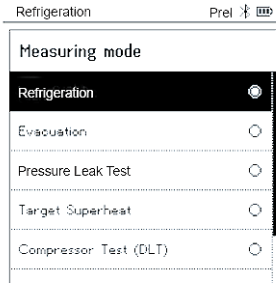 Refrigeration Prel
Measuring mode
Refrigeration
Evacuation
Pressure Leak Test
Target Superheat
Compressor Test (DLT)